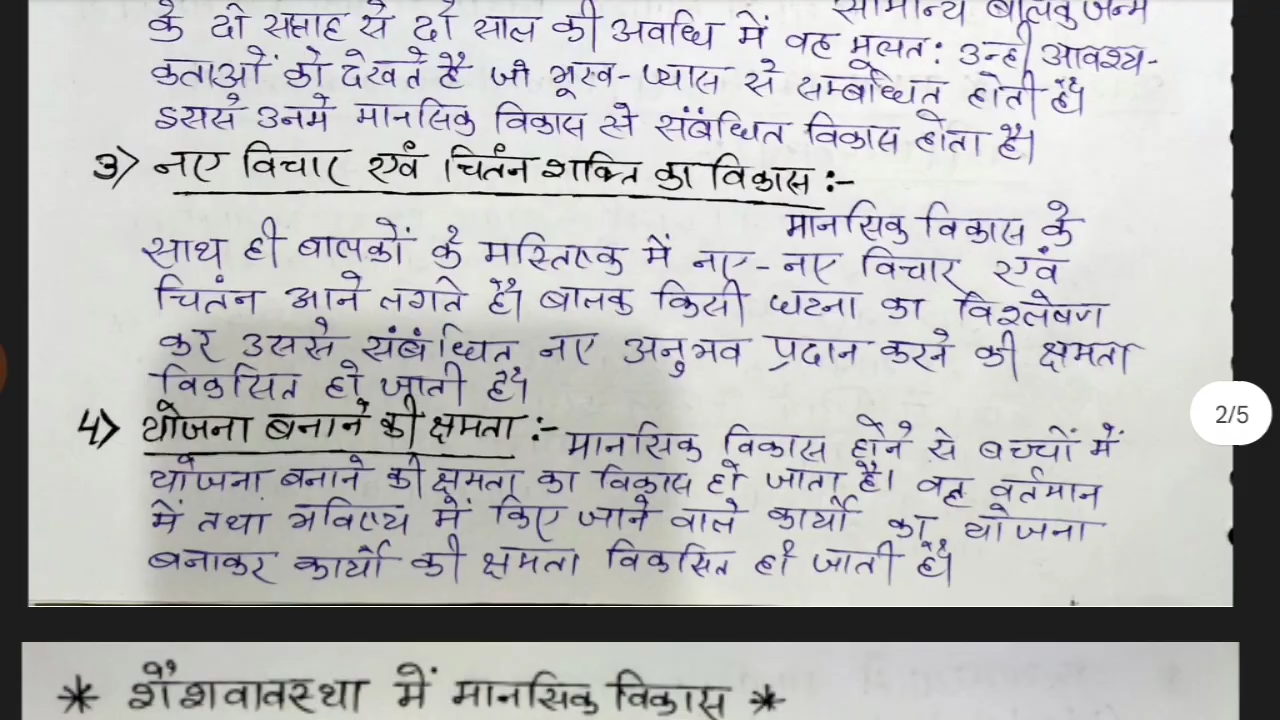 सामान्य बालक जन्म
के दो सप्ताह से दो साल की अवधि में वह मूलत: उन्ही आवश्य-
कताओं को देखते है जो भूख-प्यास से सम्बंधित होती है।
इससे उनमे मानसिक विकास से संबंधित विकास होता है।
3) नए विचार एवं चितंन शक्ति का विकास :-
मानसिक विकास के
साथ ही बालकों के मस्तिष्क में नए-नए विचार एवं
चितंन आने लगते है। बालक किसी घटना का विश्लेषण
कर उससे संबंधित नए अनुभव प्रदान करने की क्षमता
विकसित हो जाती है।
4) योजना बनाने की क्षमता :- मानसिक विकास होने से बच्चों में
योजना बनाने की क्षमता का विकास हो जाता है। वह वर्तमान
में तथा भविष्य में किए जाने वाले कार्यो का योजना
बनाकर कार्यो की क्षमता विकसित हो जाती है।
2/5
* शैशवावस्था में मानसिक विकास *